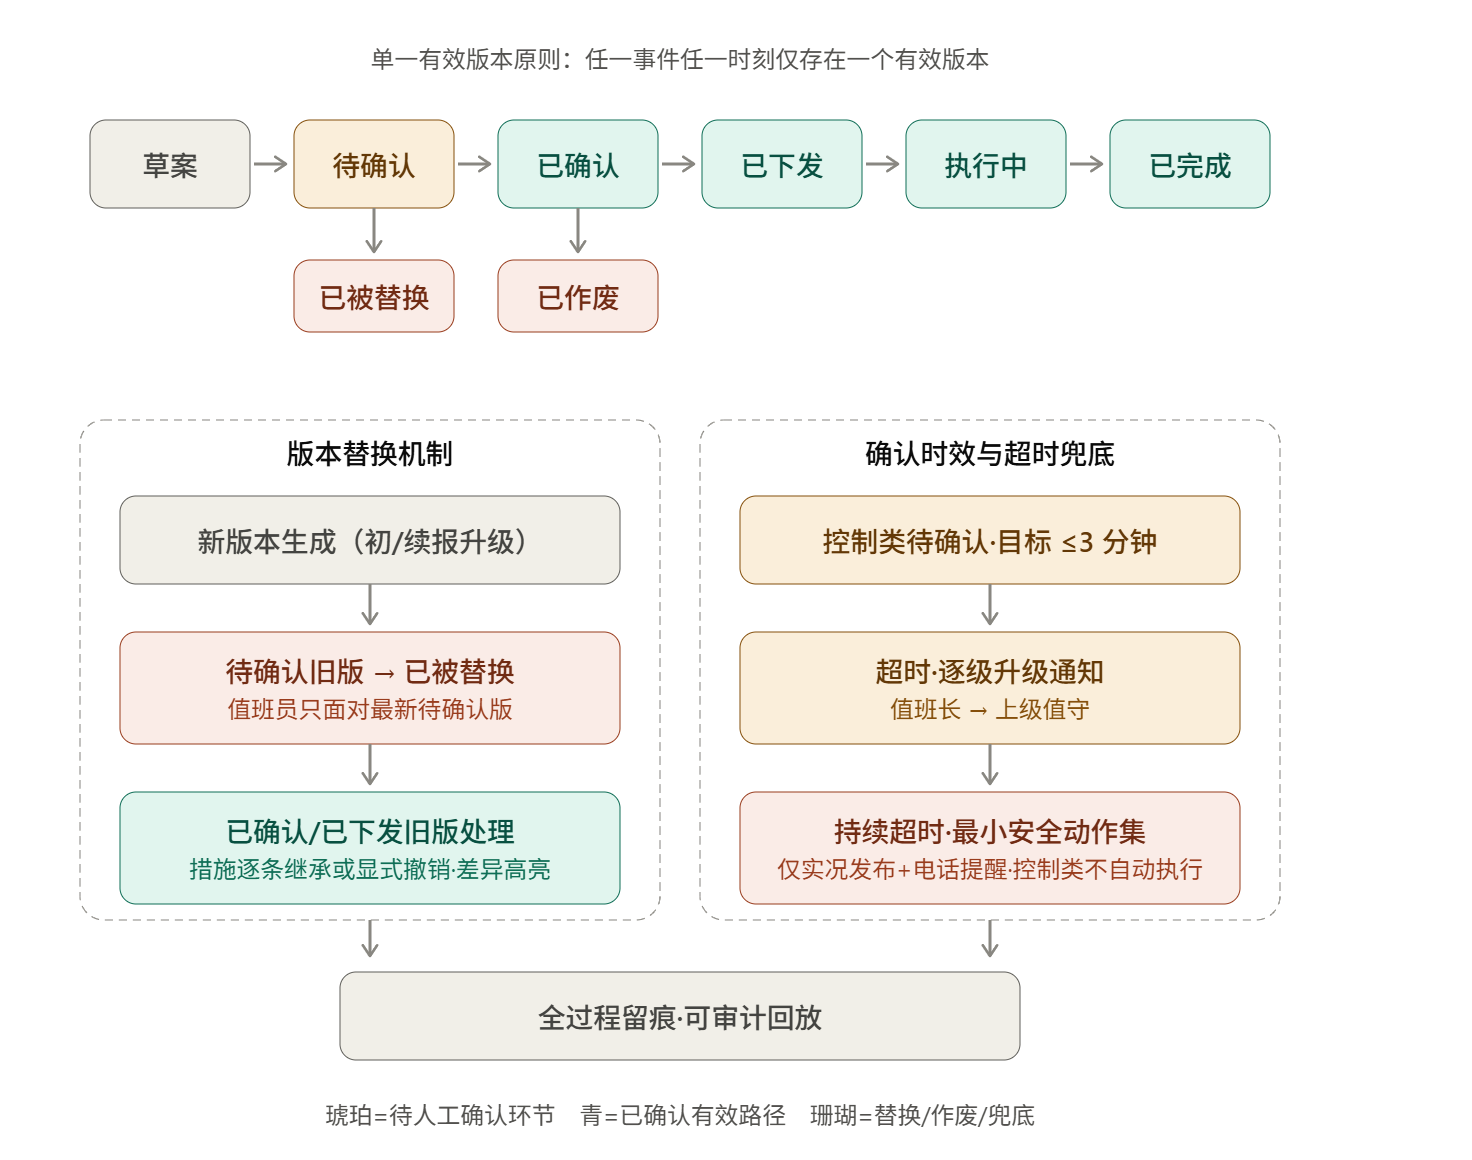 单一有效版本原则：任一事件任一时刻仅存在一个有效版本
草案
待确认
已确认
已下发
执行中
已完成
已被替换
已作废
版本替换机制
新版本生成（初/续报升级）
待确认旧版 → 已被替换
值班员只面对最新待确认版
已确认/已下发旧版处理
措施逐条继承或显式撤销·差异高亮
确认时效与超时兜底
控制类待确认·目标 ≤3 分钟
超时·逐级升级通知
值班长 → 上级值守
持续超时·最小安全动作集
仅实况发布+电话提醒·控制类不自动执行
全过程留痕·可审计回放
琥珀=待人工确认环节　青=已确认有效路径　珊瑚=替换/作废/兜底